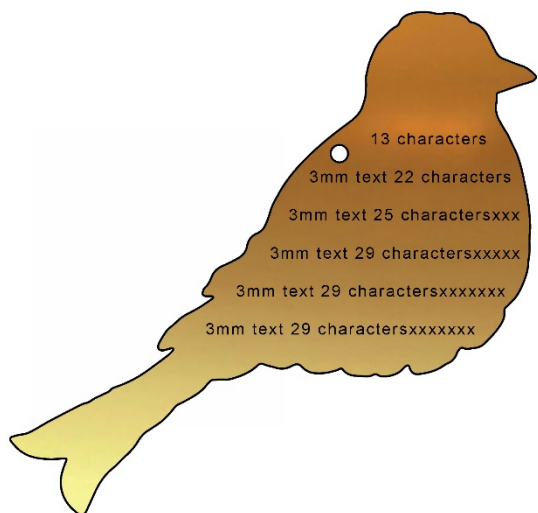 13 characters
3mm text 22 characters
3mm text 25 charactersxxx
3mm text 29 charactersxxxxx
3mm text 29 charactersxxxxxxx
3mm text 29 charactersxxxxxxx